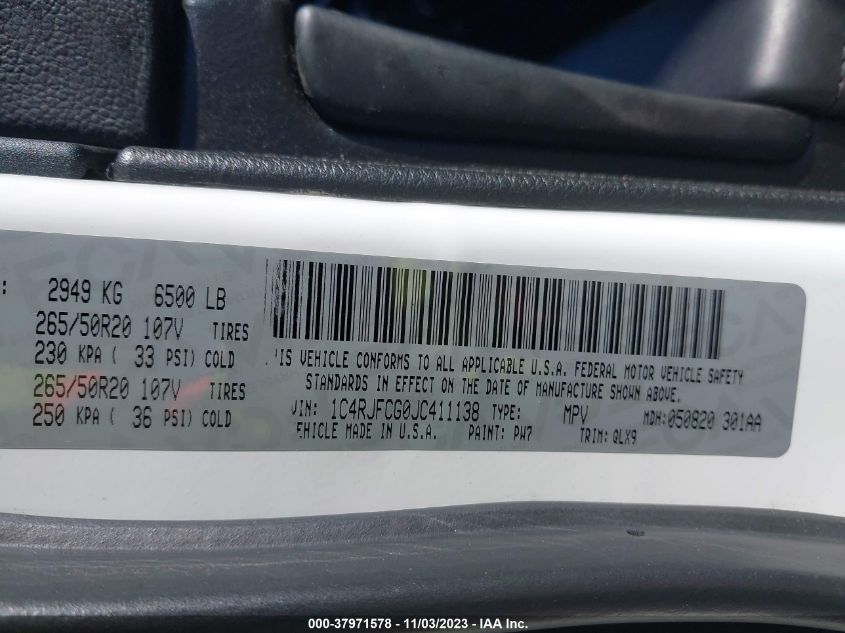 : 2949 KG 6500 LB
265/50R20 107V TIRES
230 KPA ( 33 PSI) COLD
265/50R20 107V TIRES
250 KPA ( 36 PSI) COLD
'IS VEHICLE CONFORMS TO ALL APPLICABLE U.S.A. FEDERAL MOTOR VEHICLE SAFETY
STANDARDS IN EFFECT ON THE DATE OF MANUFACTURE SHOWN ABOVE.
VIN: 1C4RJFCG0JC411138 TYPE: MPV MDH:050820 301AA
EHICLE MADE IN U.S.A. PAINT: PW7 TRIM: QLX9
000-37971578 - 11/03/2023 - IAA Inc.